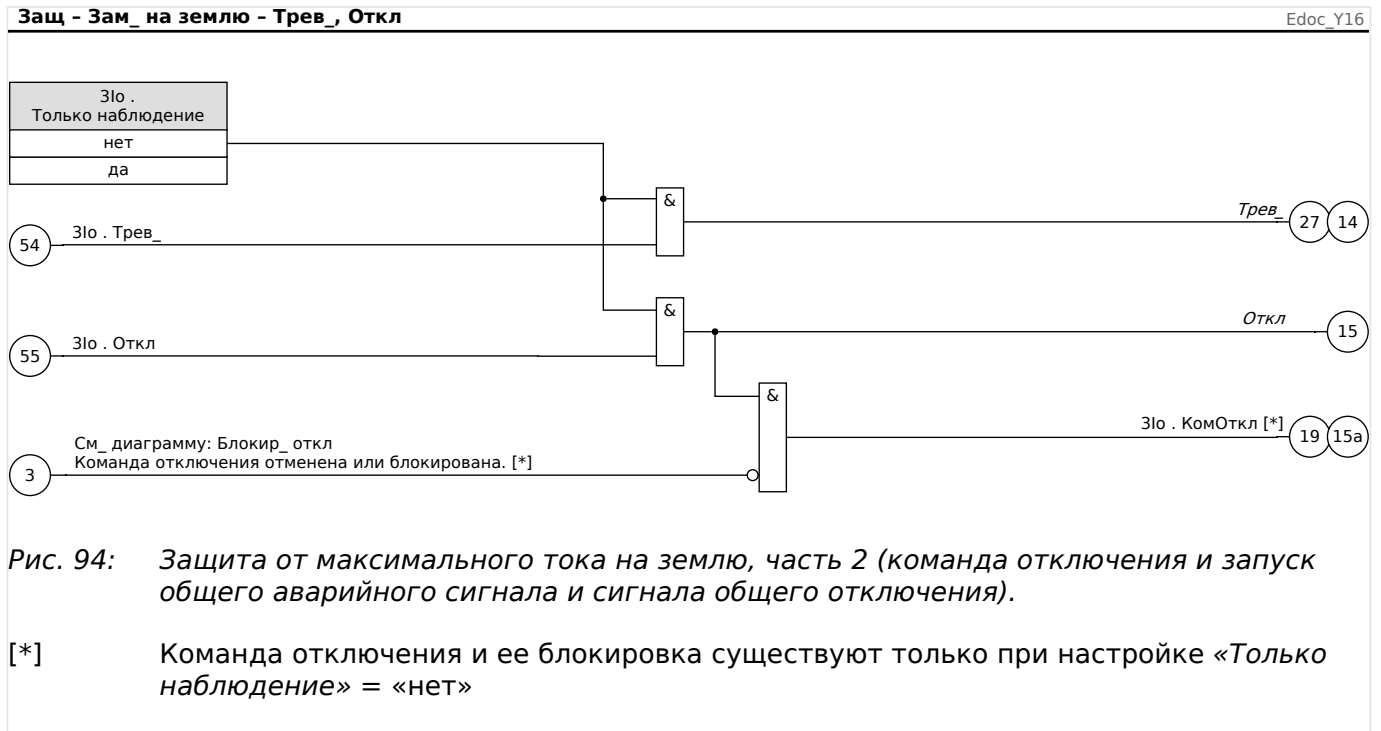 Защ – Зам_ на землю – Трев_, Откл
Edoc_Y16
3Io .
Только наблюдение
нет
да
&
Трев_
27
14
54
3Io . Трев_
&
Откл
15
55
3Io . Откл
&
3Io . КомОткл [*]
19
15a
См_ диаграмму: Блокир_ откл
Команда отключения отменена или блокирована. [*]
3
Рис. 94: Защита от максимального тока на землю, часть 2 (команда отключения и запуск
общего аварийного сигнала и сигнала общего отключения).
[*] Команда отключения и ее блокировка существуют только при настройке «Только
наблюдение» = «нет»